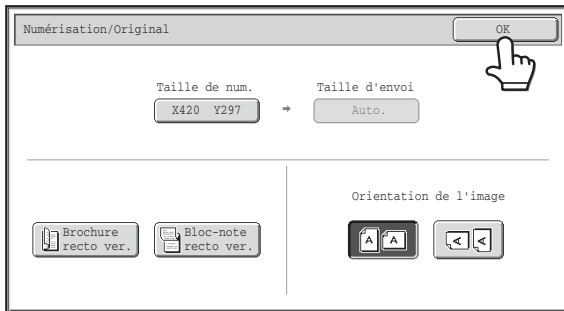 Numérisation/Original
OK
Taille de num.
Taille d'envoi
X420 Y297
Auto.
Orientation de l'image
Brochure
recto ver.
Bloc-note
recto ver.
A A
A A